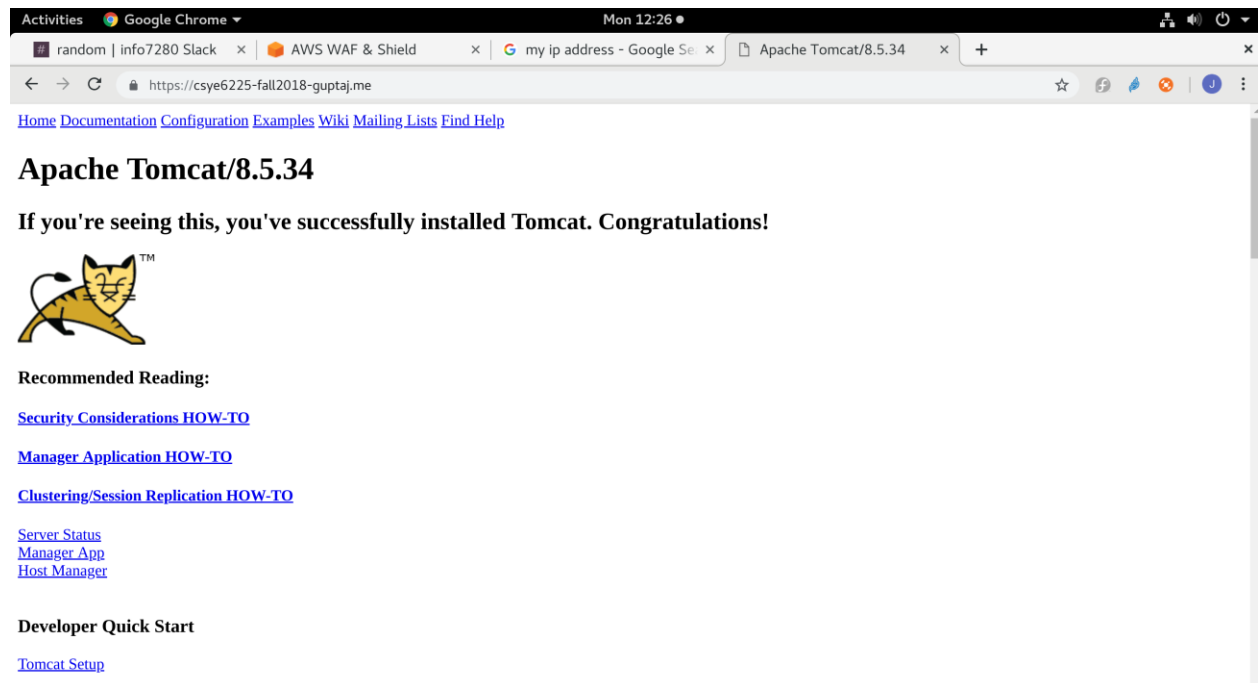 Activities Google Chrome Mon 12:26
# random | info7280 Slack AWS WAF & Shield G my ip address - Google Se Apache Tomcat/8.5.34
https://csye6225-fall2018-guptaj.me J
Home Documentation Configuration Examples Wiki Mailing Lists Find Help
Apache Tomcat/8.5.34
If you're seeing this, you've successfully installed Tomcat. Congratulations!
TM
Recommended Reading:
Security Considerations HOW-TO
Manager Application HOW-TO
Clustering/Session Replication HOW-TO
Server Status
Manager App
Host Manager
Developer Quick Start
Tomcat Setup